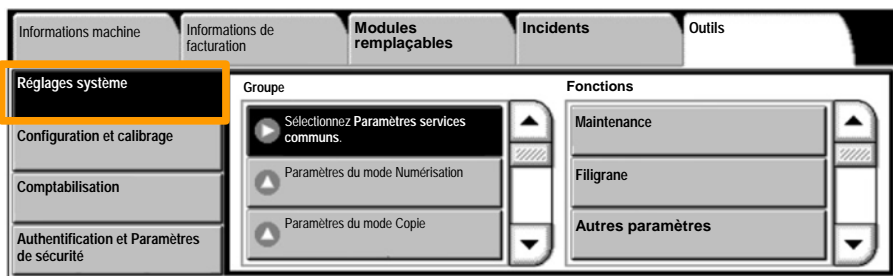 Informations machine
Informations de
facturation
Modules
remplaçables
Incidents
Outils
Réglages système
Configuration et calibrage
Comptabilisation
Authentification et Paramètres
de sécurité
Groupe
Sélectionnez Paramètres services
communs.
Paramètres du mode Numérisation
Paramètres du mode Copie
Fonctions
Maintenance
Filigrane
Autres paramètres